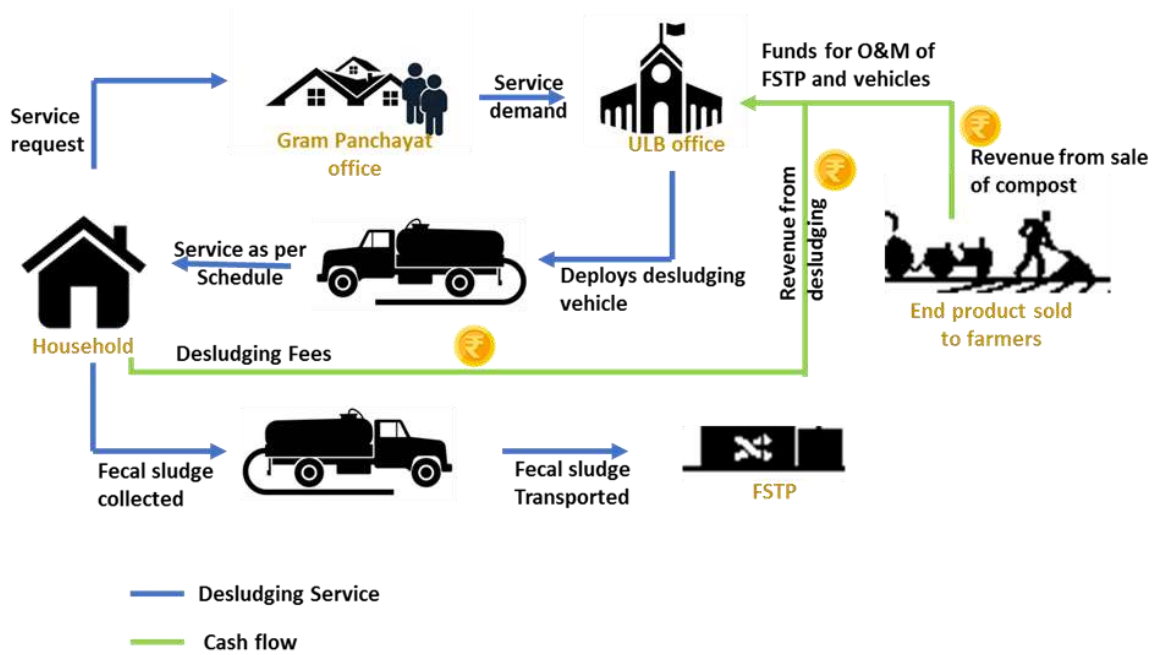 Service
request
Gram Panchayat
office
Service
demand
ULB office
Funds for O&M of
FSTP and vehicles
₹
Revenue from sale
of compost
₹
Revenue from
desludging
Service as per
Schedule
Deploys desludging
vehicle
End product sold
to farmers
Household
Desludging Fees
₹
Fecal sludge
collected
Fecal sludge
Transported
FSTP
Desludging Service
Cash flow